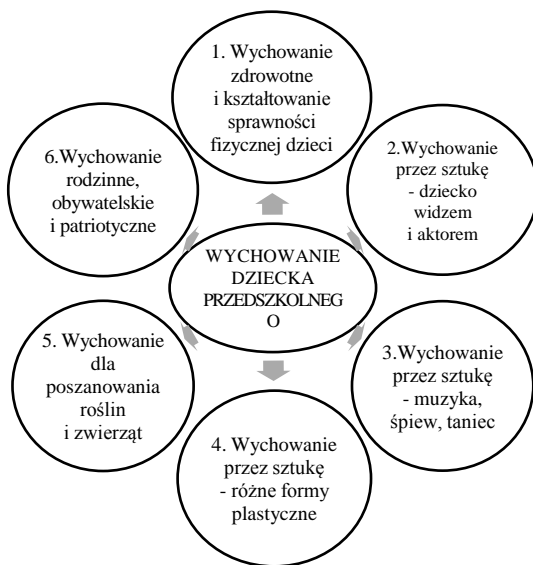 1. Wychowanie
zdrowotne
i kształtowanie
sprawności
fizycznej dzieci
2.Wychowanie
przez sztukę
- dziecko
widzem
i aktorem
3.Wychowanie
przez sztukę
- muzyka,
śpiew, taniec
4. Wychowanie
przez sztukę
- różne formy
plastyczne
5. Wychowanie
dla
poszanowania
roślin
i zwierząt
6.Wychowanie
rodzinne,
obywatelskie
i patriotyczne
WYCHOWANIE
DZIECKA
PRZEDSZKOLNEG
O